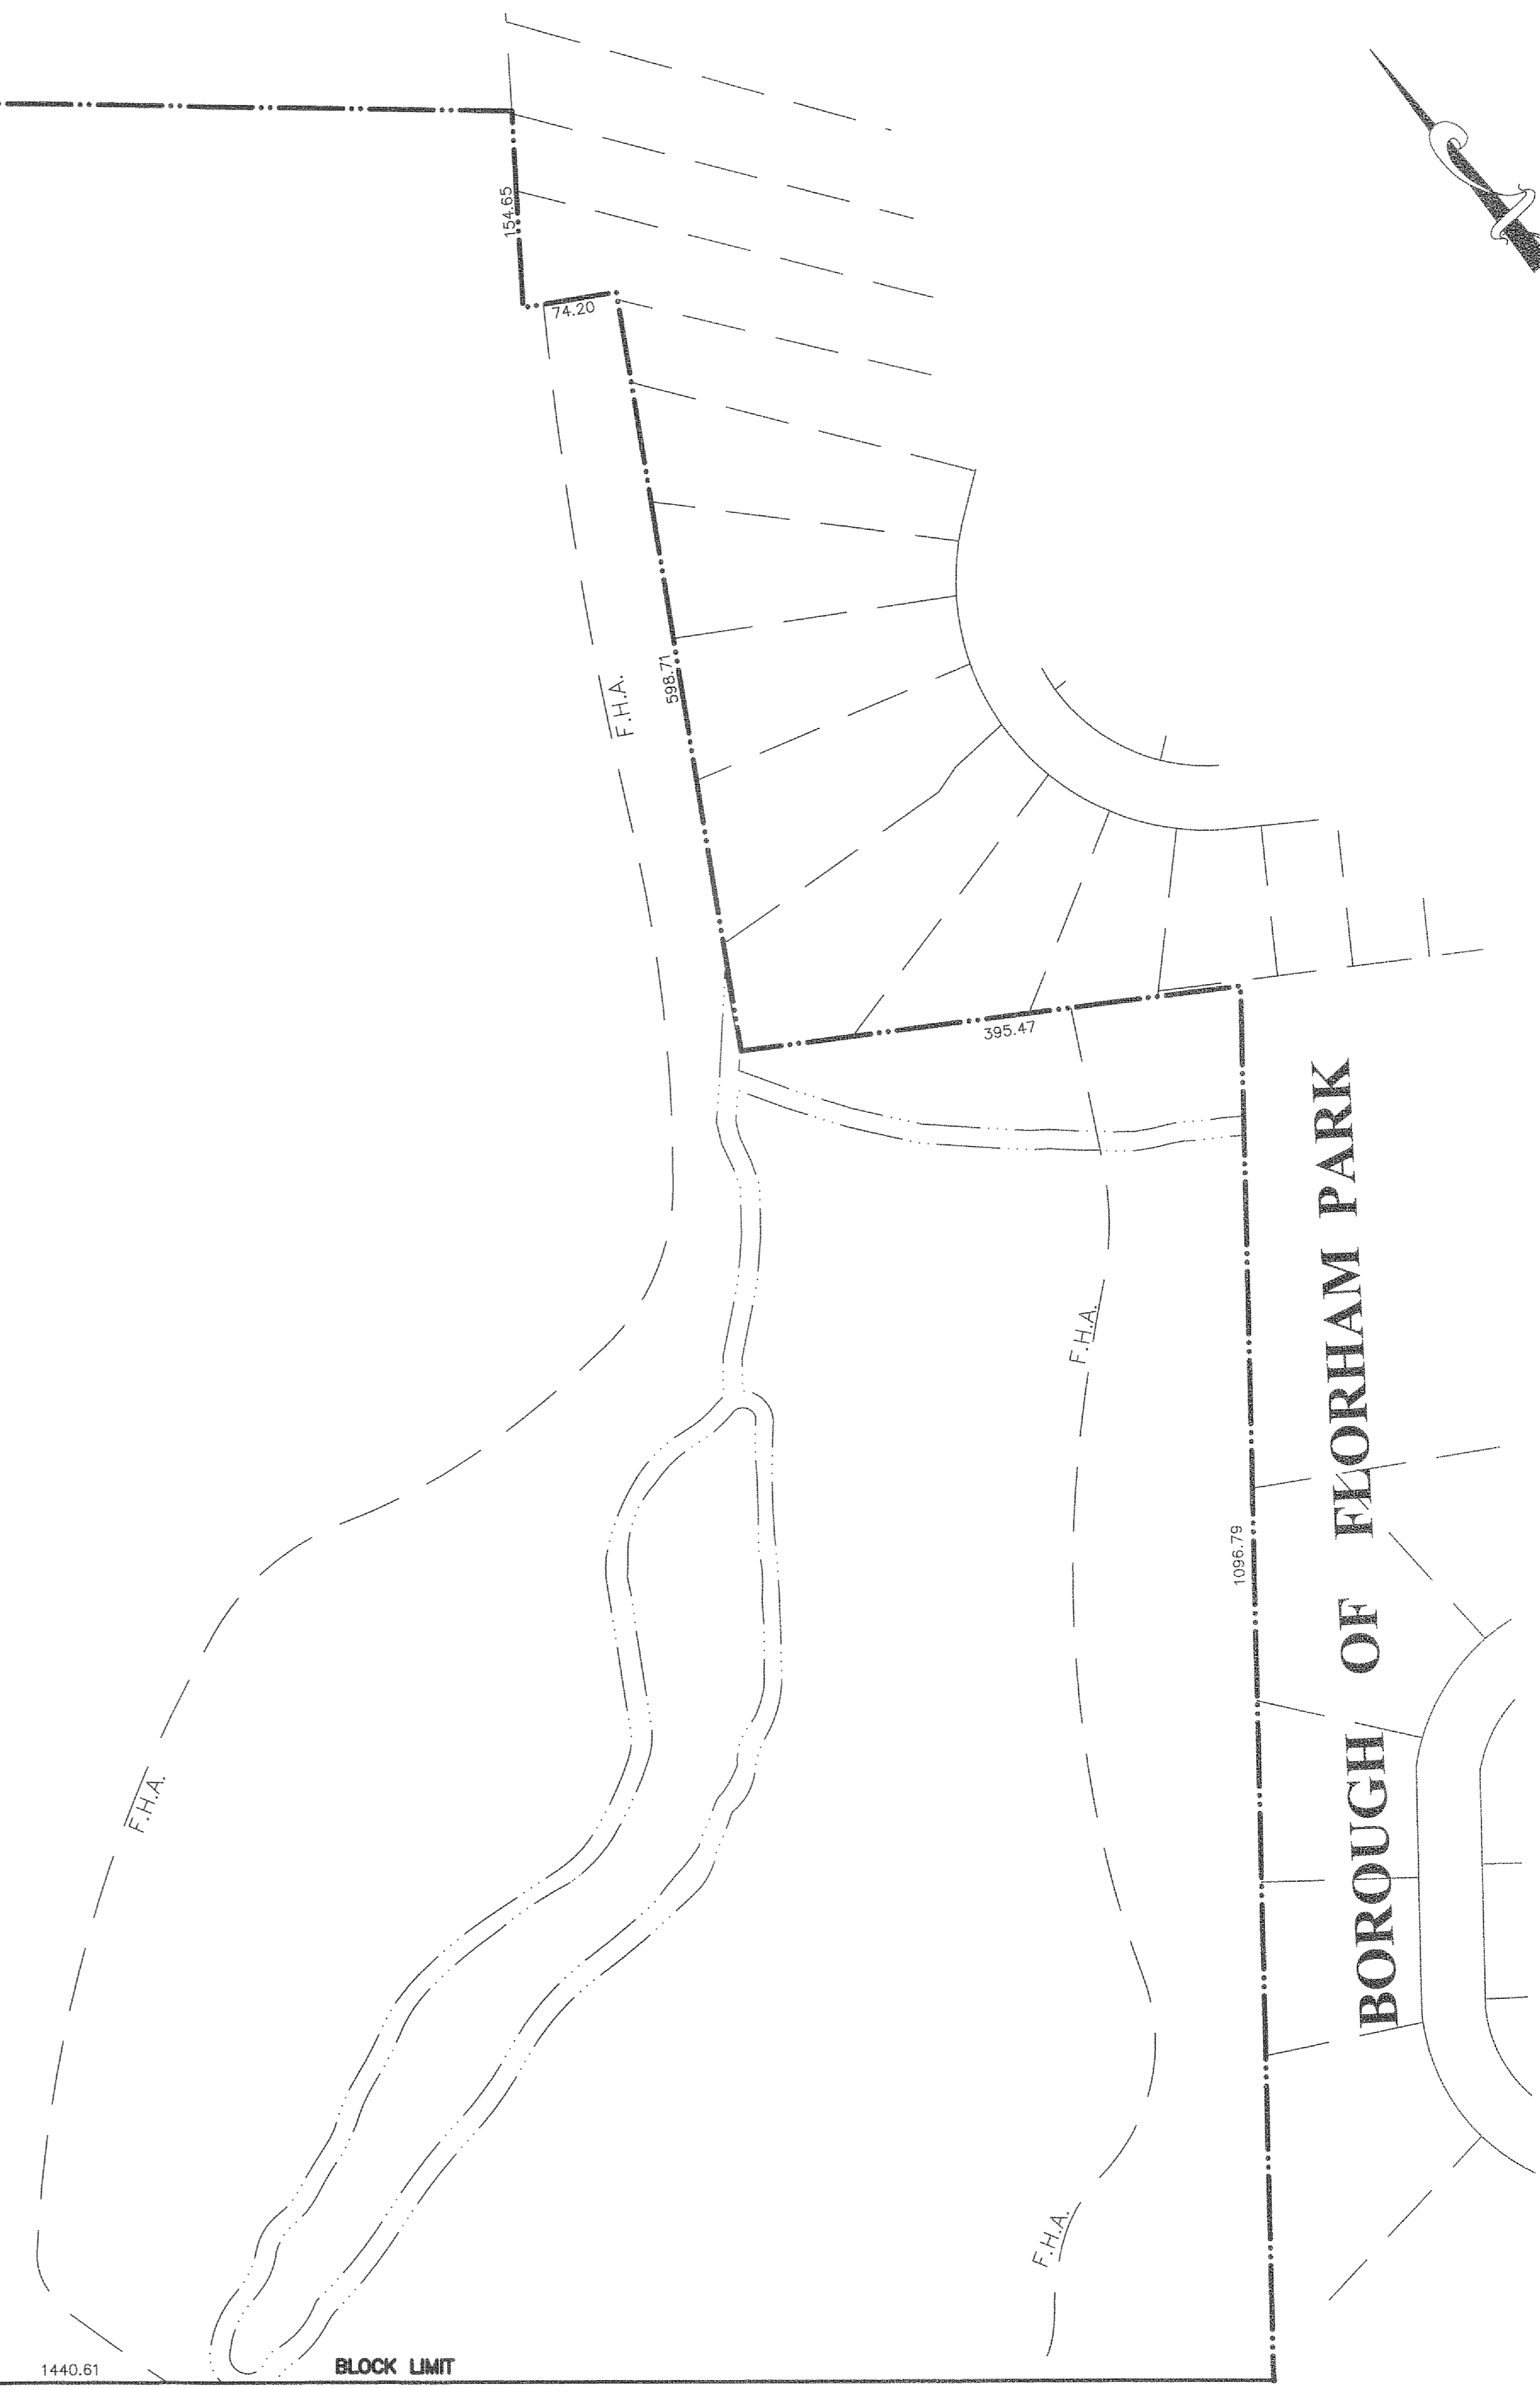 154.65
74.20
598.71
F.H.A.
395.47
BOROUGH OF FLORHAM PARK
F.H.A.
1096.79
F.H.A.
F.H.A.
1440.61
BLOCK LIMIT